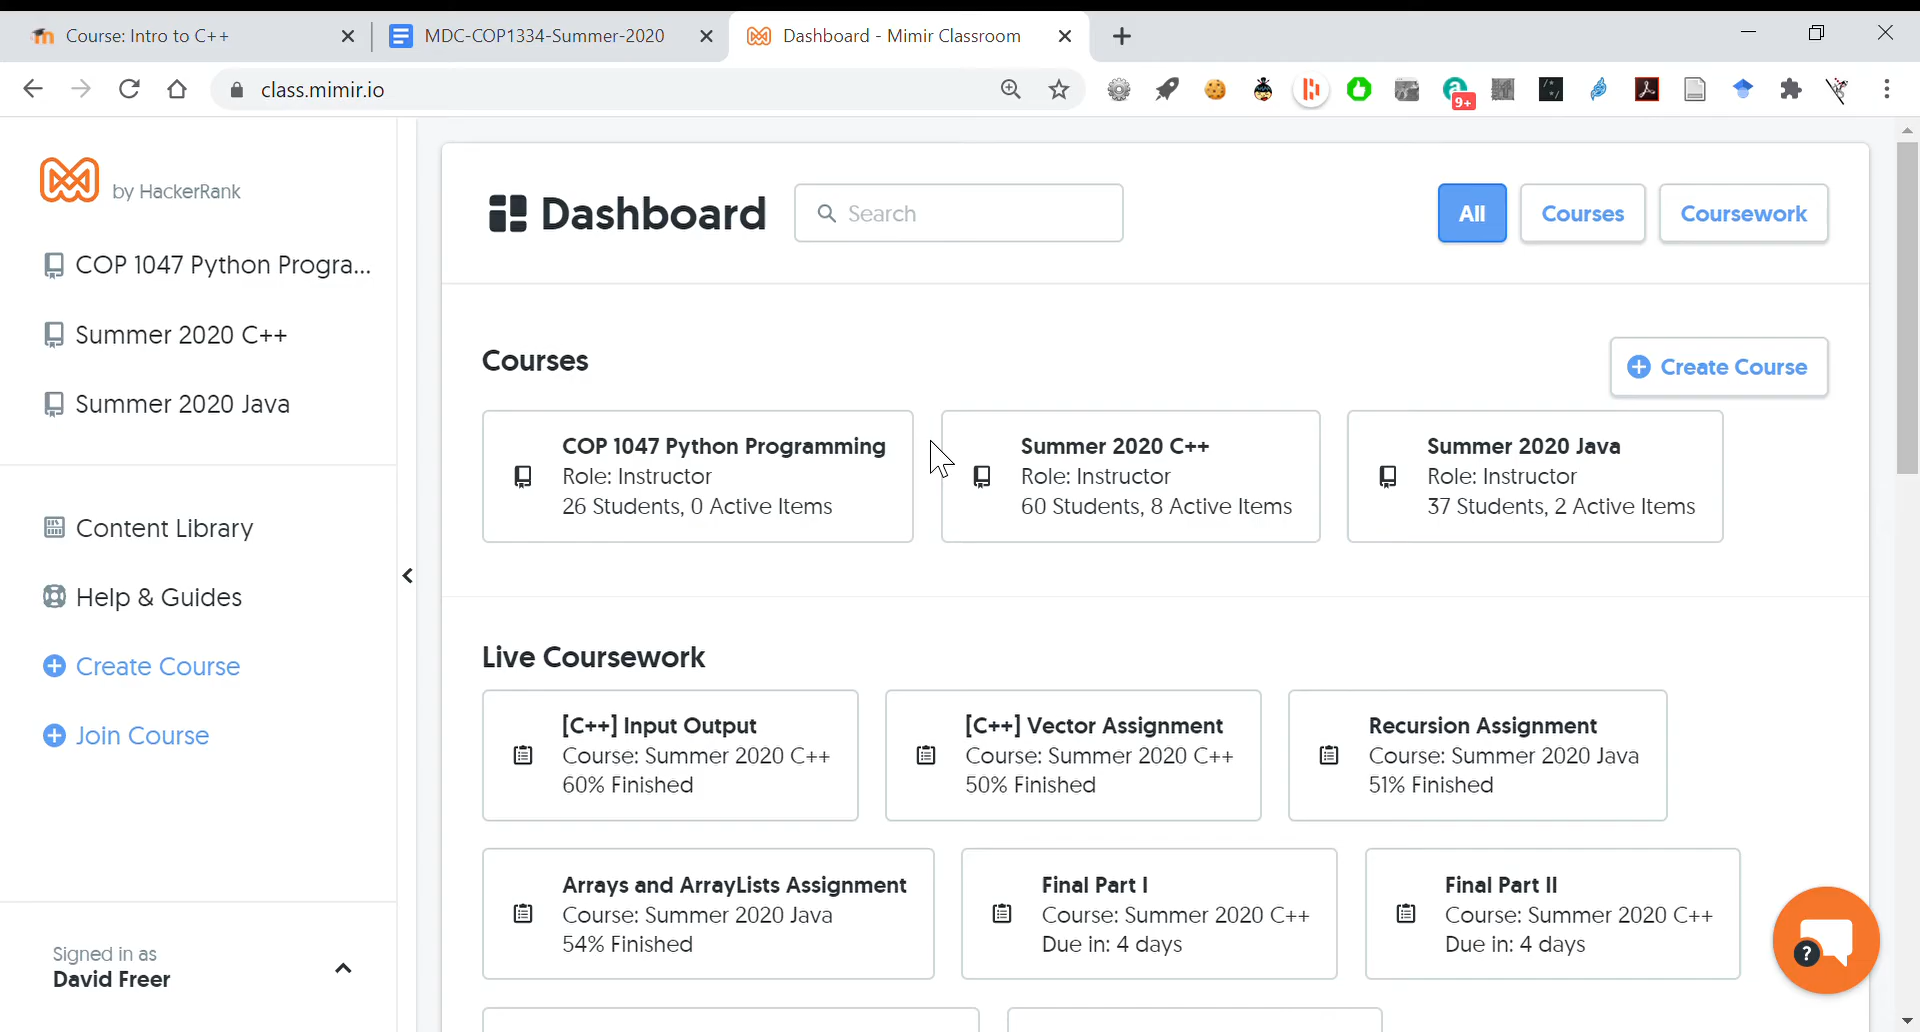 Course: Intro to C++
MDC-COP1334-Summer-2020
Dashboard - Mimir Classroom
class.mimir.io
9+
by HackerRank
COP 1047 Python Progra...
Summer 2020 C++
Summer 2020 Java
Content Library
Help & Guides
Create Course
Join Course
Signed in as
David Freer
Dashboard
Search
All
Courses
Coursework
Courses
Create Course
COP 1047 Python Programming
Role: Instructor
26 Students, 0 Active Items
Summer 2020 C++
Role: Instructor
60 Students, 8 Active Items
Summer 2020 Java
Role: Instructor
37 Students, 2 Active Items
Live Coursework
[C++] Input Output
Course: Summer 2020 C++
60% Finished
[C++] Vector Assignment
Course: Summer 2020 C++
50% Finished
Recursion Assignment
Course: Summer 2020 Java
51% Finished
Arrays and ArrayLists Assignment
Course: Summer 2020 Java
54% Finished
Final Part I
Course: Summer 2020 C++
Due in: 4 days
Final Part II
Course: Summer 2020 C++
Due in: 4 days
?